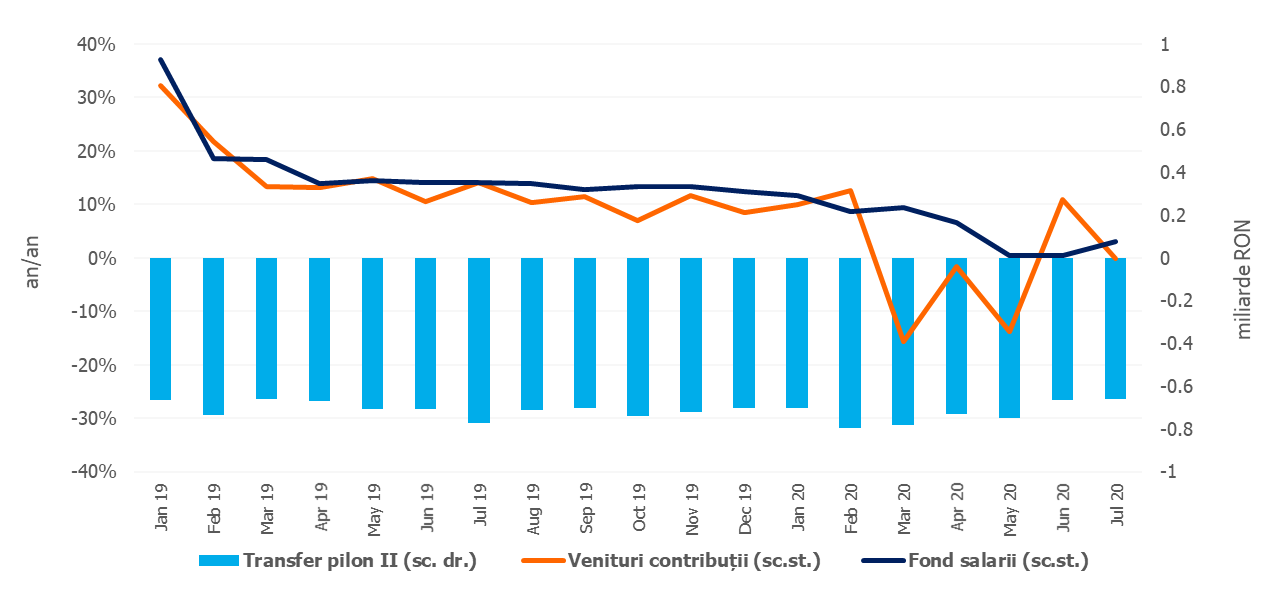 40%
30%
20%
10%
0%
-10%
-20%
-30%
-40%
an/an
1
0.8
0.6
0.4
0.2
0
-0.2
-0.4
-0.6
-0.8
-1
miliarde RON
Jan 19
Feb 19
Mar 19
Apr 19
May 19
Jun 19
Jul 19
Aug 19
Sep 19
Oct 19
Nov 19
Dec 19
Jan 20
Feb 20
Mar 20
Apr 20
May 20
Jun 20
Jul 20
Transfer pilon II (sc. dr.)
Venituri contribuții (sc.st.)
Fond salarii (sc.st.)